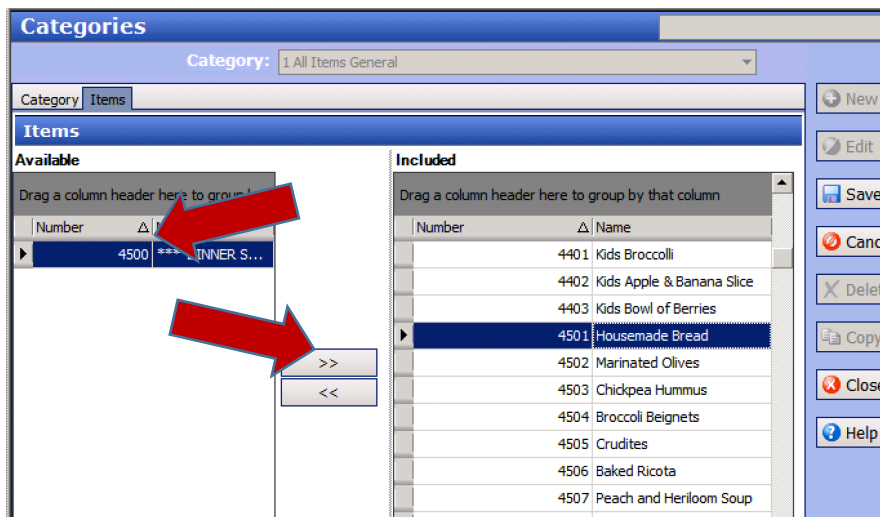 Categories
Category: 1 All Items General
Category Items
Items
Available
Included
Drag a column header here to group
Drag a column header here to group by that column
Number
Number Name
4500 *** DINNER S...
4401 Kids Broccolli
4402 Kids Apple & Banana Slice
4403 Kids Bowl of Berries
4501 Housemade Bread
4502 Marinated Olives
4503 Chickpea Hummus
4504 Broccoli Beignets
4505 Crudites
4506 Baked Ricota
4507 Peach and Heriloom Soup
>>
<<
New
Edit
Save
Canc
Delet
Copy
Close
Help